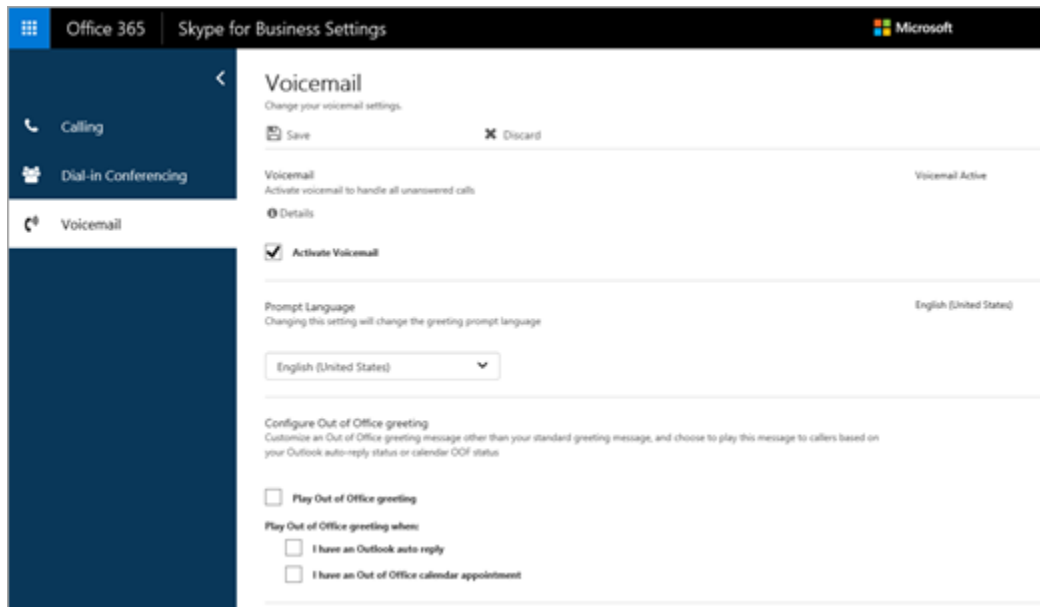 Office 365
Skype for Business Settings
Microsoft
Calling
Dial-in Conferencing
Voicemail
Voicemail
Change your voicemail settings.
Save
Discard
Voicemail
Voicemail Active
Activate voicemail to handle all unanswered calls
Details
Activate Voicemail
Prompt Language
English (United States)
Changing this setting will change the greeting prompt language
English (United States)
Configure Out of Office greeting
Customize an Out of Office greeting message other than your standard greeting message, and choose to play this message to callers based on
your Outlook auto-reply status or calendar OOF status
Play Out of Office greeting
Play Out of Office greeting when:
I have an Outlook auto reply
I have an Out of Office calendar appointment